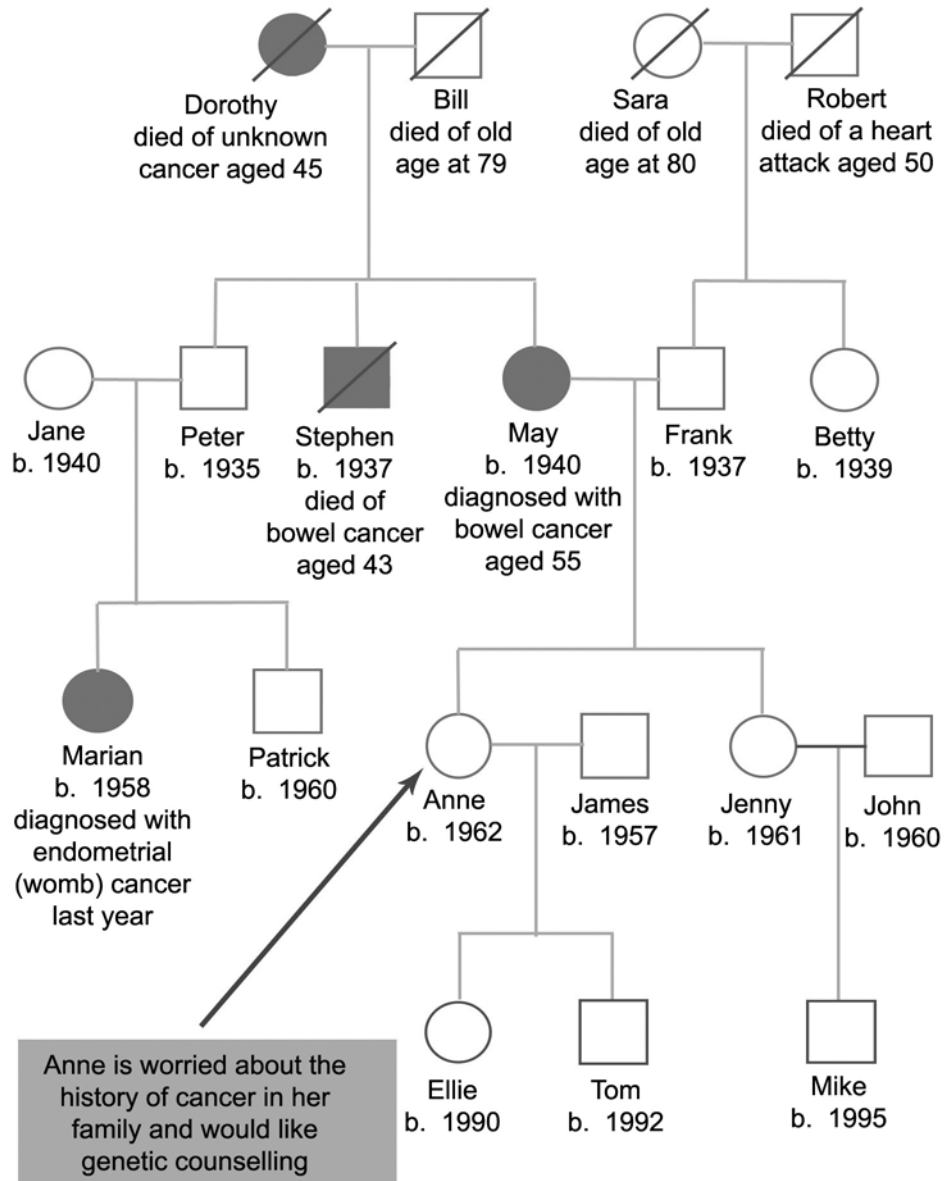 Dorothy
died of unknown
cancer aged 45
Bill
died of old
age at 79
Sara
died of old
age at 80
Robert
died of a heart
attack aged 50
Jane
b. 1940
Peter
b. 1935
Stephen
b. 1937
died of
bowel cancer
aged 43
May
b. 1940
diagnosed with
bowel cancer
aged 55
Frank
b. 1937
Betty
b. 1939
Marian
b. 1958
diagnosed with
endometrial
(womb) cancer
last year
Patrick
b. 1960
Anne
b. 1962
James
b. 1957
Jenny
b. 1961
John
b. 1960
Anne is worried about the
history of cancer in her
family and would like
genetic counselling
Ellie
b. 1990
Tom
b. 1992
Mike
b. 1995